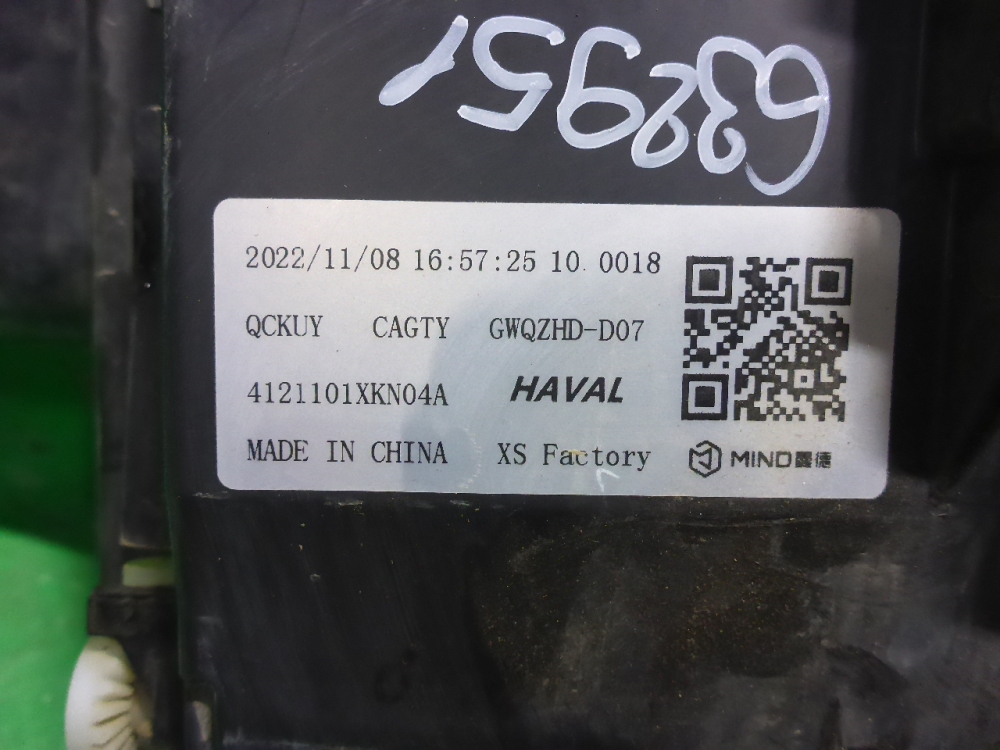 2022/11/08 16:57:25 10. 0018
QCKUY CAGTY GWQZHD-D07
4121101XKN04A HAVAL
MADE IN CHINA XS Factory MIND曼德